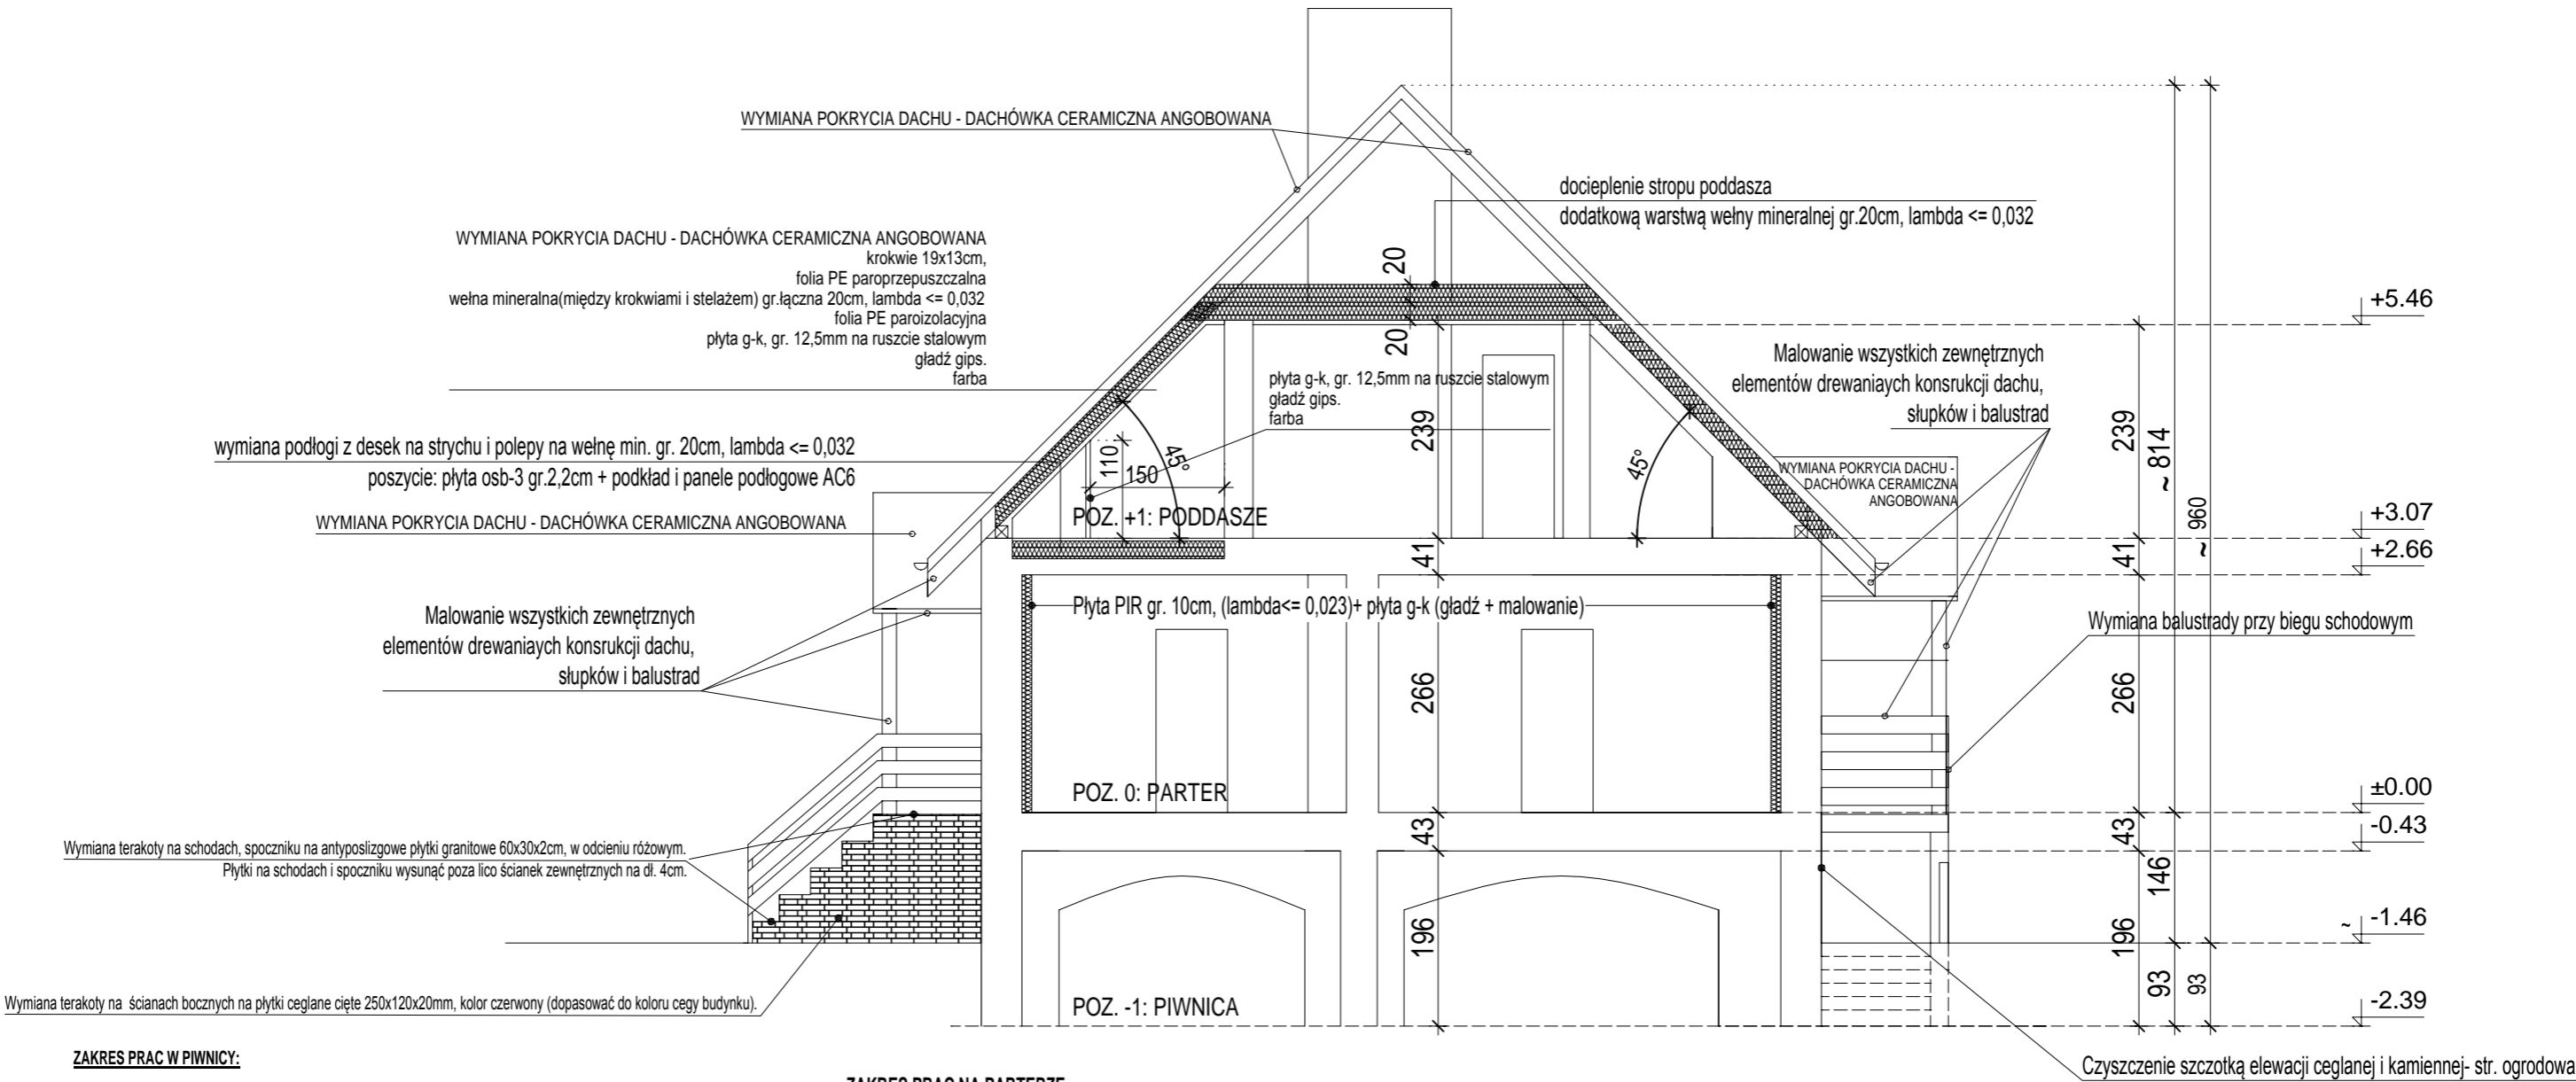 WYMIANA POKRYCIA DACHU - DACHÓWKA CERAMICZNA ANGOBOWANA
docieplenie stropu poddasza
dodatkową warstwą wełny mineralnej gr.20cm, lambda <= 0,032
WYMIANA POKRYCIA DACHU - DACHÓWKA CERAMICZNA ANGOBOWANA
krokwie 19x13cm,
folia PE paroprzepuszczalna
wełna mineralna(między krokwiami i stelażem) gr.łączna 20cm, lambda <= 0,032
folia PE paroizolacyjna
płyta g-k, gr. 12,5mm na ruszcie stalowym
gładź gips.
farba
20
20
+5.46
Malowanie wszystkich zewnętrznych
elementów drewaniaych konsrukcji dachu,
słupków i balustrad
płyta g-k, gr. 12,5mm na ruszcie stalowym
gładź gips.
farba
239
239
~ 814
~ 960
wymiana podłogi z desek na strychu i polepy na wełnę min. gr. 20cm, lambda <= 0,032
poszycie: płyta osb-3 gr.2,2cm + podkład i panele podłogowe AC6
110
150
45°
45°
WYMIANA POKRYCIA DACHU -
DACHÓWKA CERAMICZNA
ANGOBOWANA
WYMIANA POKRYCIA DACHU - DACHÓWKA CERAMICZNA ANGOBOWANA
POZ. +1: PODDASZE
+3.07
41
41
+2.66
Malowanie wszystkich zewnętrznych
elementów drewaniaych konsrukcji dachu,
słupków i balustrad
Płyta PIR gr. 10cm, (lambda<= 0,023)+ płyta g-k (gładź + malowanie)
Wymiana balustrady przy biegu schodowym
266
266
POZ. 0: PARTER
±0.00
43
43
-0.43
Wymiana terakoty na schodach, spoczniku na antyposlizgowe płytki granitowe 60x30x2cm, w odcieniu różowym.
Płytki na schodach i spoczniku wysunąć poza lico ścianek zewnętrznych na dł. 4cm.
146
196
196
~ -1.46
93
93
Wymiana terakoty na ścianach bocznych na płytki ceglane cięte 250x120x20mm, kolor czerwony (dopasować do koloru cegy budynku).
POZ. -1: PIWNICA
-2.39
ZAKRES PRAC W PIWNICY:
Czyszczenie szczotką elewacji ceglanej i kamiennej- str. ogrodowa
ZAKRES PRAC NA PARTERZE